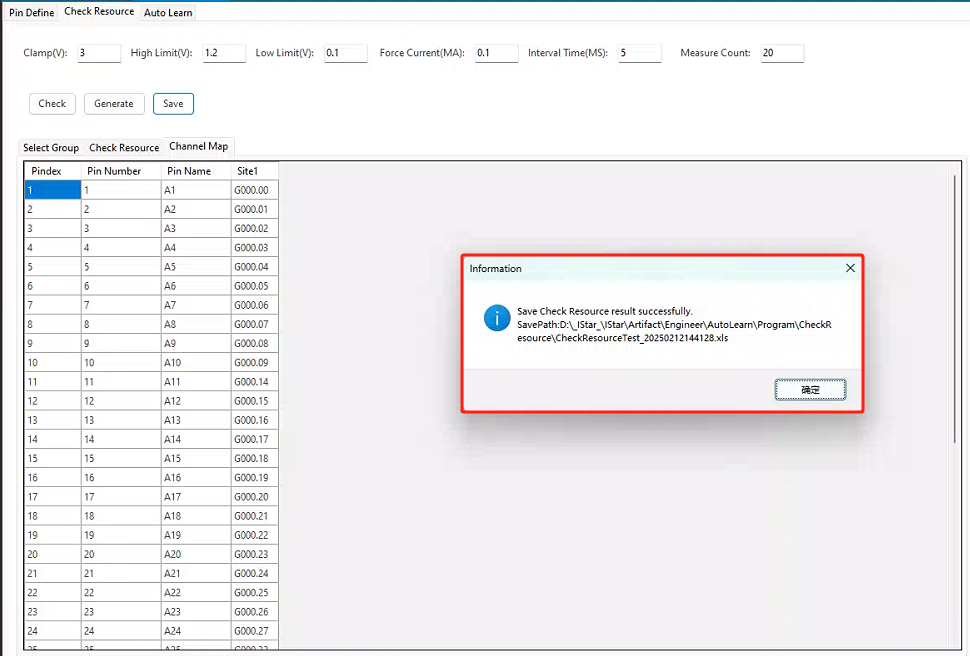 Pin Define Check Resource Auto Learn
Clamp(V): 3 High Limit(V): 1.2 Low Limit(V): 0.1 Force Current(MA): 0.1 Interval Time(MS): 5 Measure Count: 20
Check Generate Save
Select Group Check Resource Channel Map
Pindex Pin Number Pin Name Site1
1 1 A1 G000.00
2 2 A2 G000.01
3 3 A3 G000.02
4 4 A4 G000.03
5 5 A5 G000.04
6 6 A6 G000.05
7 7 A7 G000.06
8 8 A8 G000.07
9 9 A9 G000.08
10 10 A10 G000.09
11 11 A11 G000.14
12 12 A12 G000.15
13 13 A13 G000.16
14 14 A14 G000.17
15 15 A15 G000.18
16 16 A16 G000.19
17 17 A17 G000.20
18 18 A18 G000.21
19 19 A19 G000.22
20 20 A20 G000.23
21 21 A21 G000.24
22 22 A22 G000.25
23 23 A23 G000.26
24 24 A24 G000.27
Information
Save Check Resource result successfully.
SavePath:D:\_IStar_\IStar\Artifact\Engineer\AutoLearn\Program\CheckR
esource\CheckResourceTest_20250212144128.xls
确定